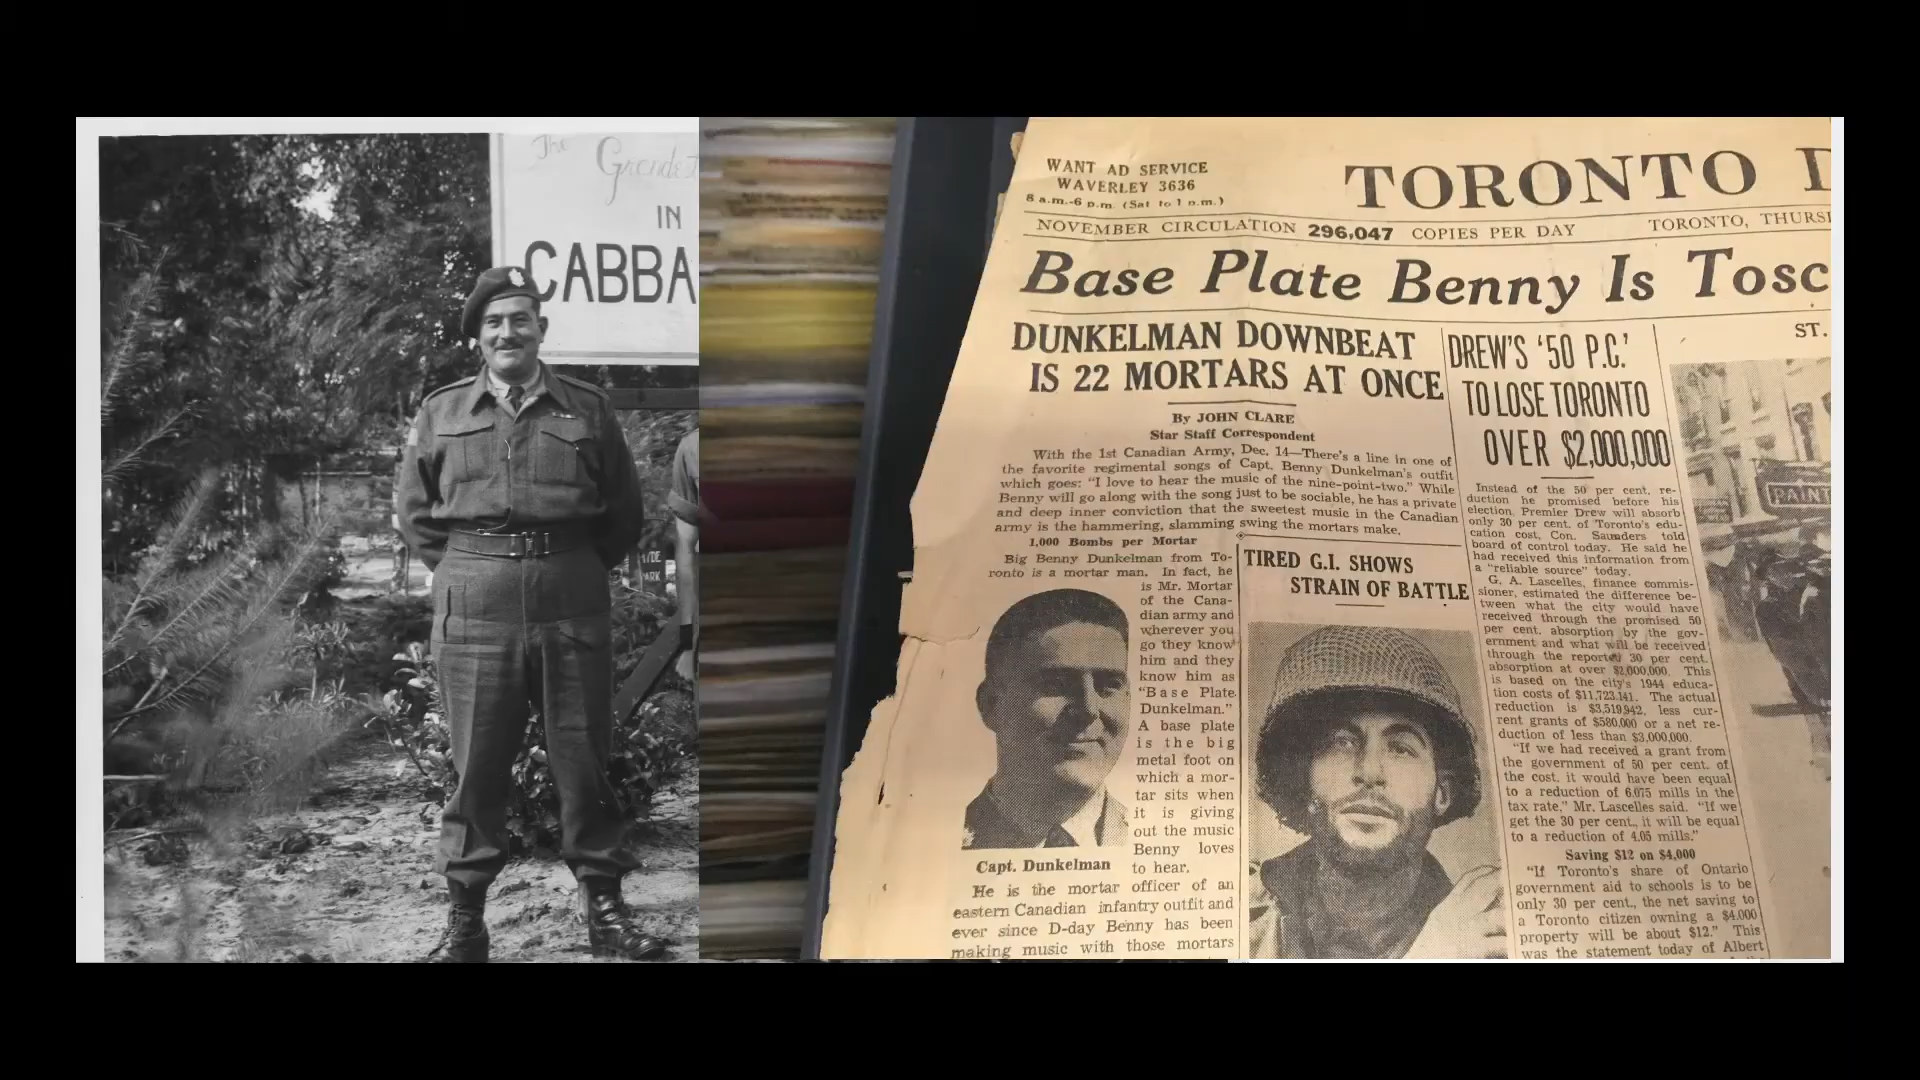 The Grandest
IN
CABBA
HYDE
PARK
WANT AD SERVICE
WAVERLEY 3636
8 a.m.-6 p.m. (Sat to 1 p.m.)
TORONTO D
NOVEMBER CIRCULATION 296,047 COPIES PER DAY
TORONTO, THURS
Base Plate Benny Is Tosc
DUNKELMAN DOWNBEAT
IS 22 MORTARS AT ONCE
By JOHN CLARE
Star Staff Correspondent
With the 1st Canadian Army, Dec. 14—There's a line in one of
the favorite regimental songs of Capt. Benny Dunkelman's outfit
which goes: "I love to hear the music of the nine-point-two." While
Benny will go along with the song just to be sociable, he has a private
and deep inner conviction that the sweetest music in the Canadian
army is the hammering, slamming swing the mortars make.
1,000 Bombs per Mortar
Big Benny Dunkelman from To-
ronto is a mortar man. In fact, he
is Mr. Mortar
of the Cana-
dian army and
wherever you
go they know
him and they
know him as
"Base Plate
Dunkelman."
A base plate
is the big
metal foot on
which a mor-
tar sits when
it is giving
out the music
Benny loves
to hear.
Capt. Dunkelman
He is the mortar officer of an
eastern Canadian infantry outfit and
ever since D-day Benny has been
making music with those mortars
TIRED G.I. SHOWS
STRAIN OF BATTLE
DREW'S '50 P.C.'
TO LOSE TORONTO
OVER $2,000,000
Instead of the 50 per cent. re-
duction he promised before his
election, Premier Drew will absorb
only 30 per cent. of Toronto's edu-
cation cost, Con. Saunders told
board of control today. He said he
had received this information from
a "reliable source" today.
G. A. Lascelles, finance commis-
sioner, estimated the difference be-
tween what the city would have
received through the promised 50
per cent. absorption by the gov-
ernment and what will be received
through the reported 30 per cent.
absorption at over $2,000,000. This
is based on the city's 1944 educa-
tion costs of $11,723,141. The actual
reduction is $3,519,942, less cur-
rent grants of $580,000 or a net re-
duction of less than $3,000,000.
"If we had received a grant from
the government of 50 per cent. of
the cost, it would have been equal
to a reduction of 6.075 mills in the
tax rate," Mr. Lascelles said. "If we
get the 30 per cent., it will be equal
to a reduction of 4.05 mills."
Saving $12 on $4,000
"If Toronto's share of Ontario
government aid to schools is to be
only 30 per cent., the net saving to
a Toronto citizen owning a $4,000
property will be about $12." This
was the statement today of Albert
ST.
PAINT